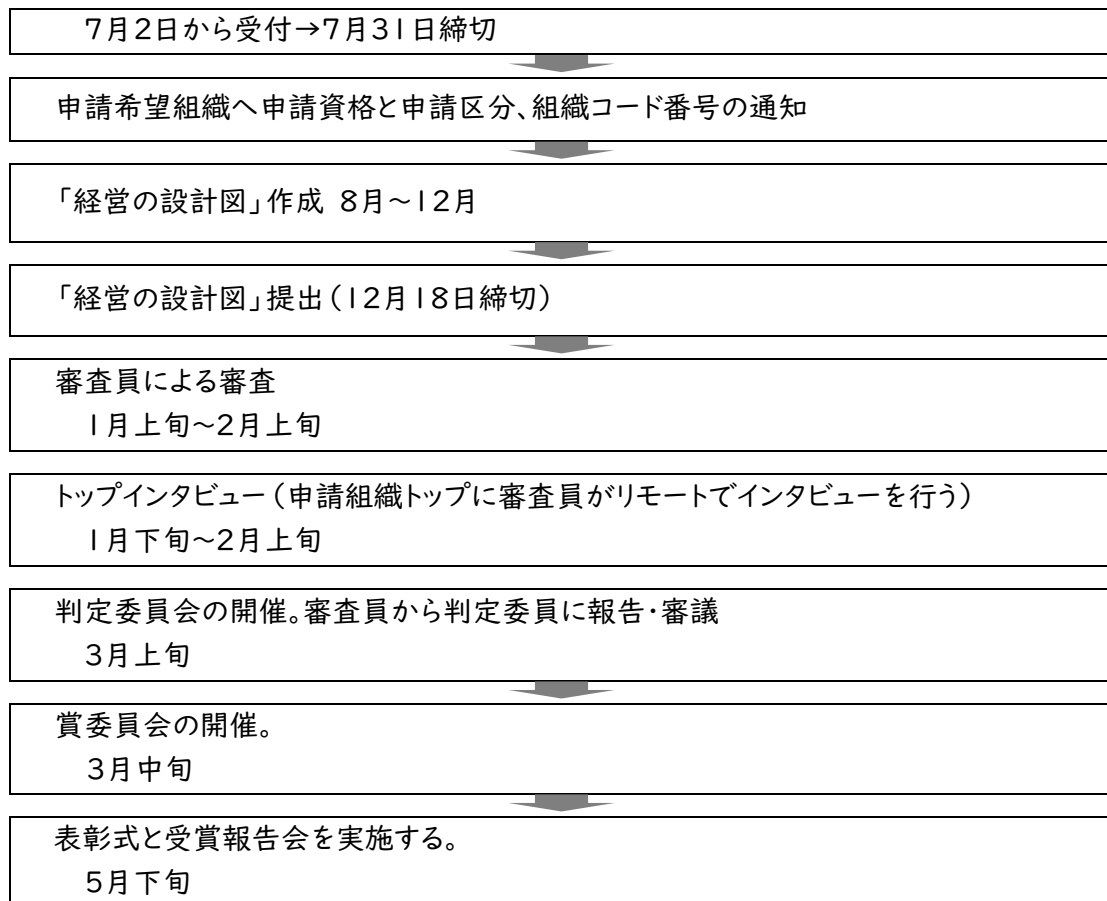 7月2日から受付→7月31日締切
申請希望組織へ申請資格と申請区分、組織コード番号の通知
「経営の設計図」作成 8月~12月
「経営の設計図」提出(12月18日締切)
審査員による審査
1月上旬~2月上旬
トップインタビュー(申請組織トップに審査員がリモートでインタビューを行う)
1月下旬~2月上旬
判定委員会の開催。審査員から判定委員に報告・審議
3月上旬
賞委員会の開催。
3月中旬
表彰式と受賞報告会を実施する。
5月下旬